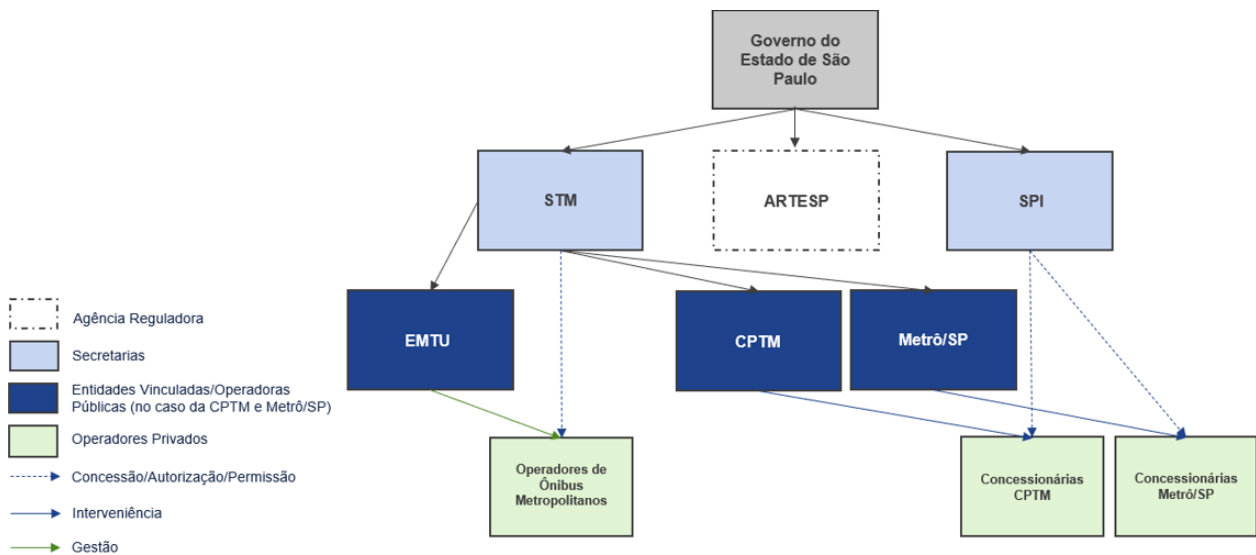 Governo do
Estado de São
Paulo
STM
ARTESP
SPI
EMTU
CPTM
Metrô/SP
Operadores de
Ônibus
Metropolitanos
Concessionárias
CPTM
Concessionárias
Metrô/SP
Agência Reguladora
Secretarias
Entidades Vinculadas/Operadoras
Públicas (no caso da CPTM e Metrô/SP)
Operadores Privados
Concessão/Autorização/Permissão
Interveniência
Gestão